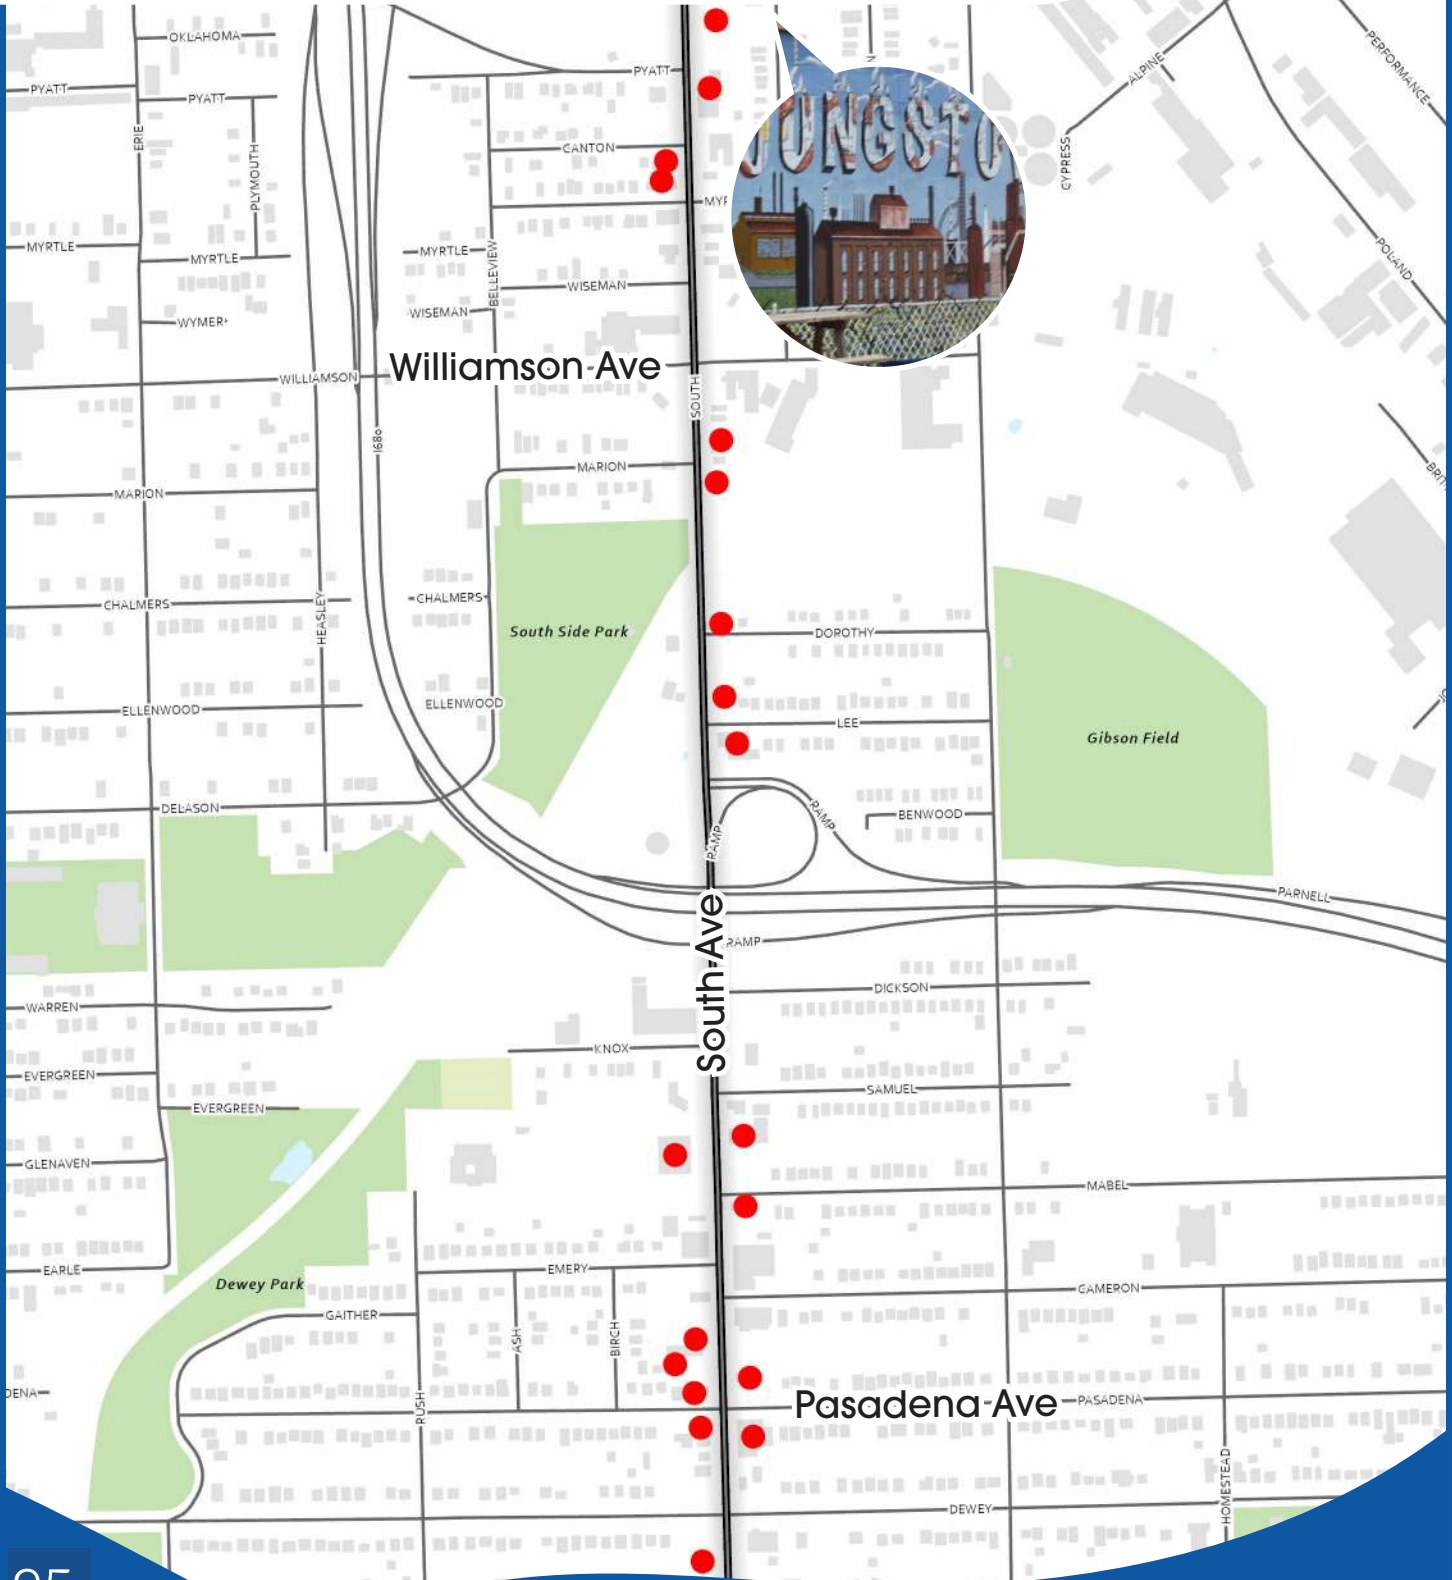 OKLAHOMA
PERFORMANCE
PYATT
PYATT
PYATT
ALPINE
ERIE
PLYMOUTH
CANTON
CYPRESS
MYRTLE
MYRTLE
MYRTLE
BELLEVIEW
POLAND
WISEMAN
WISEMAN
WYMER
Williamson Ave
WILLIAMSON
SOUTH
I680
MARION
MARION
CHALMERS
CHALMERS
HEASLEY
South Side Park
DOROTHY
ELLENWOOD
ELLENWOOD
LEE
Gibson Field
DELASON
RAMP
BENWOOD
RAMP
PARNELL
South Ave
RAMP
DICKSON
WARREN
KNOX
EVERGREEN
SAMUEL
EVERGREEN
GLENAVEN
MABEL
EARLE
EMERY
Dewey Park
CAMERON
GAITHER
ASH
BIRCH
RUSH
Pasadena Ave
PASADENA
HOMESTEAD
DEWEY